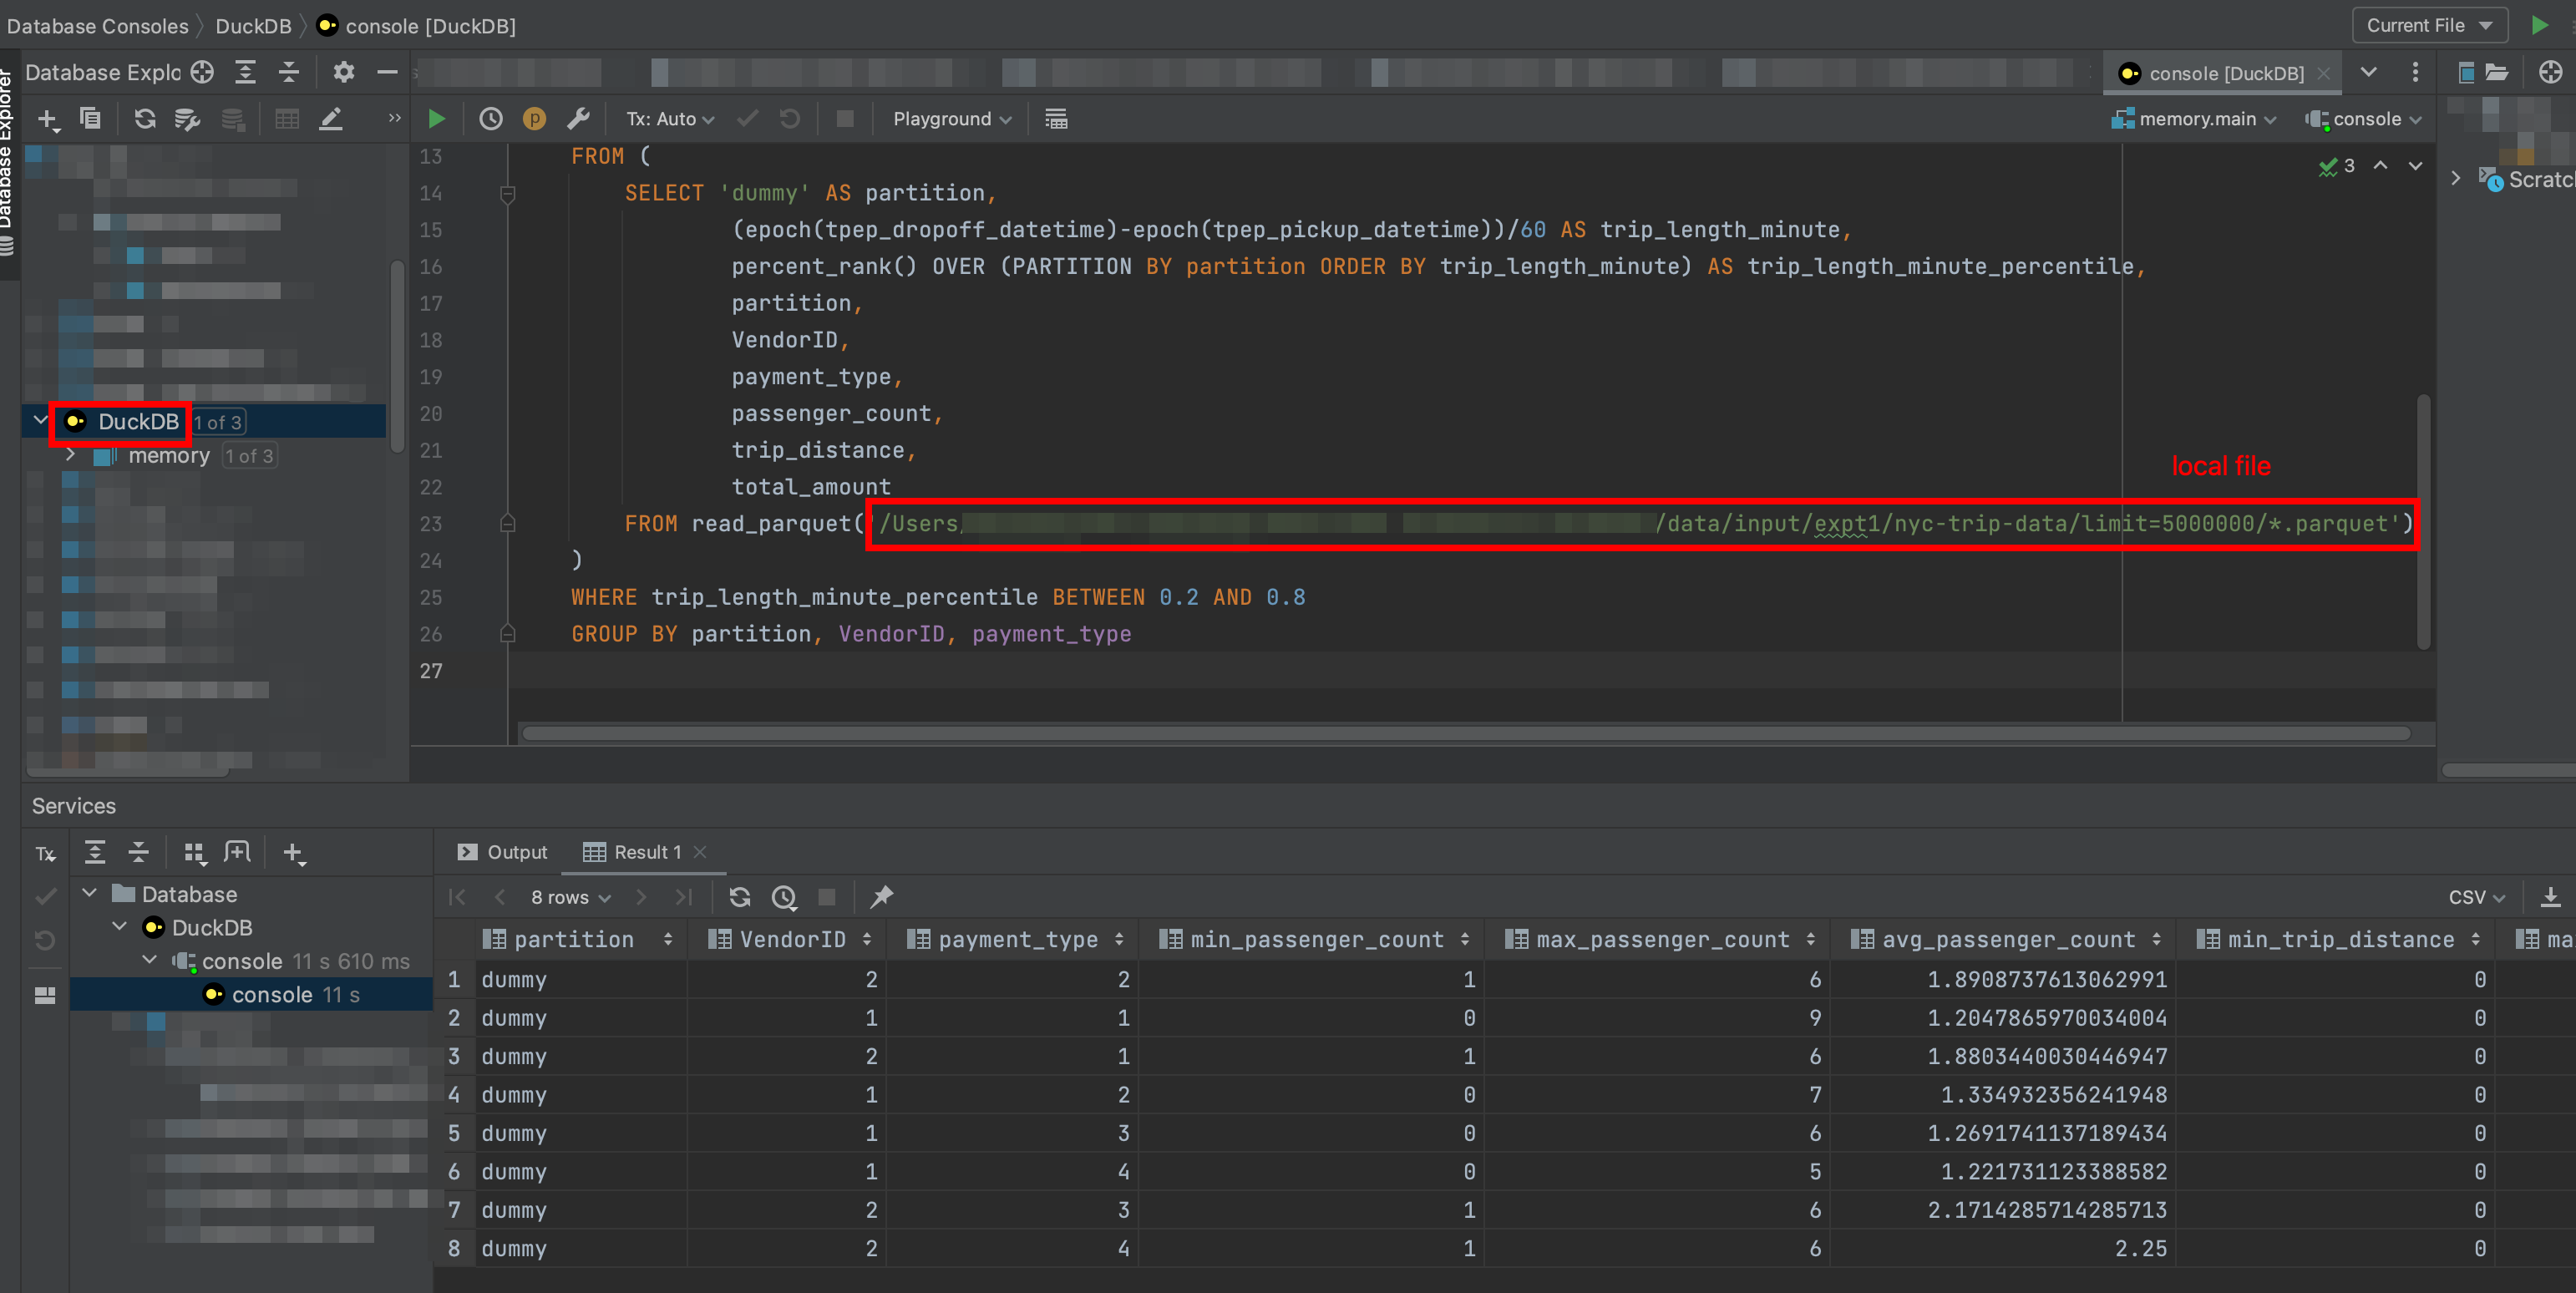 Database Consoles DuckDB console [DuckDB] Current File
Database Explo console [DuckDB]
Database Explorer
p Tx: Auto Playground memory.main console
13 FROM (
14 SELECT 'dummy' AS partition,
15 (epoch(tpep_dropoff_datetime)-epoch(tpep_pickup_datetime))/60 AS trip_length_minute,
16 percent_rank() OVER (PARTITION BY partition ORDER BY trip_length_minute) AS trip_length_minute_percentile,
17 partition,
18 VendorID,
19 payment_type,
20 passenger_count,
21 trip_distance,
22 total_amount
23 FROM read_parquet('/Users/ /data/input/expt1/nyc-trip-data/limit=5000000/*.parquet')
24 )
25 WHERE trip_length_minute_percentile BETWEEN 0.2 AND 0.8
26 GROUP BY partition, VendorID, payment_type
27
3
Scratc
DuckDB 1 of 3
memory 1 of 3
local file
Services
Tx Output Result 1
Database 8 rows CSV
DuckDB
console 11 s 610 ms
console 11 s
partition VendorID payment_type min_passenger_count max_passenger_count avg_passenger_count min_trip_distance ma
1 dummy 2 2 1 6 1.8908737613062991 0
2 dummy 1 1 0 9 1.2047865970034004 0
3 dummy 2 1 1 6 1.8803440030446947 0
4 dummy 1 2 0 7 1.334932356241948 0
5 dummy 1 3 0 6 1.2691741137189434 0
6 dummy 1 4 0 5 1.221731123388582 0
7 dummy 2 3 1 6 2.1714285714285713 0
8 dummy 2 4 1 6 2.25 0